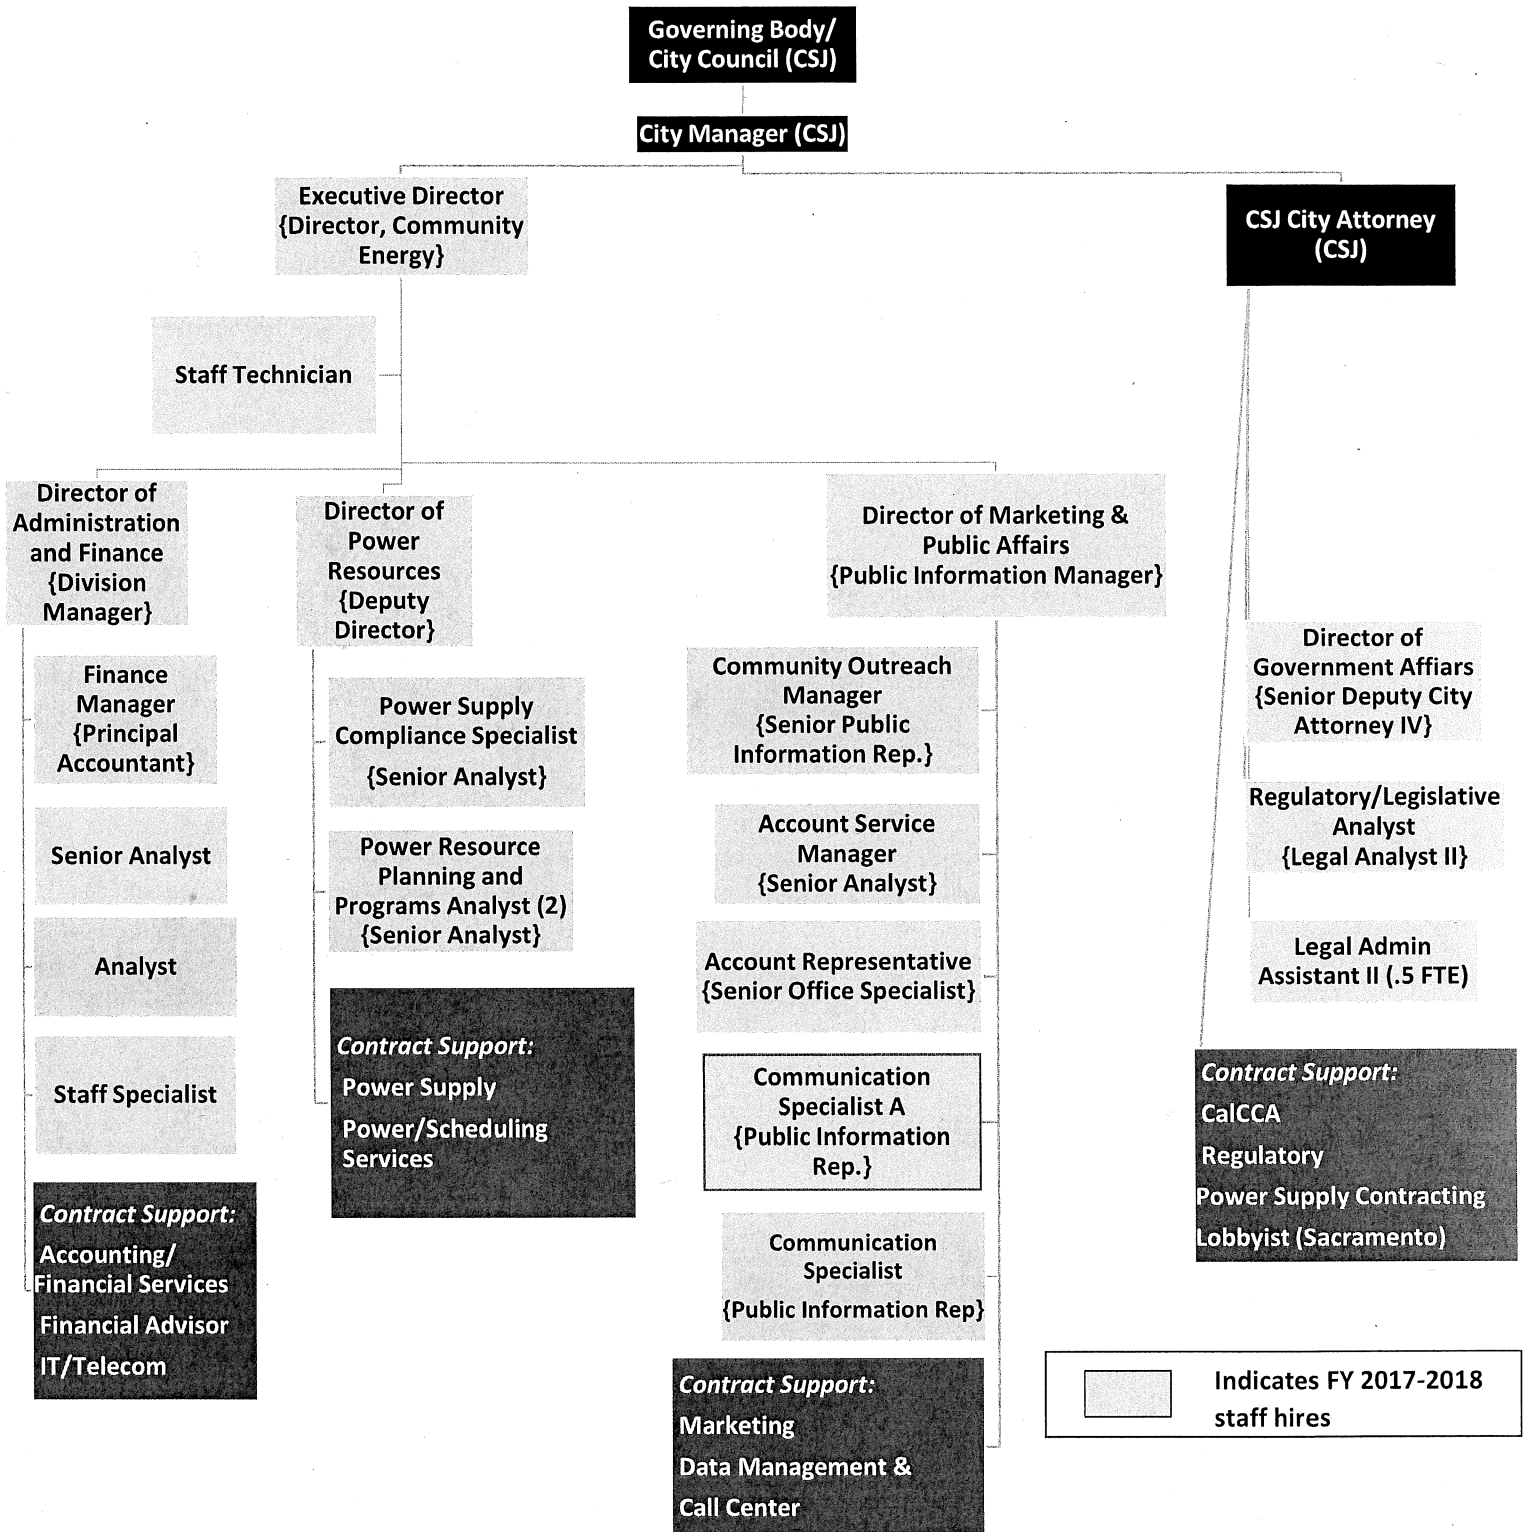 Governing Body/
City Council (CSJ)
City Manager (CSJ)
Executive Director
{Director, Community
Energy}
CSJ City Attorney
(CSJ)
Staff Technician
Director of
Administration
and Finance
{Division
Manager}
Finance
Manager
{Principal
Accountant}
Senior Analyst
Analyst
Staff Specialist
Contract Support:
Accounting/
Financial Services
Financial Advisor
IT/Telecom
Director of
Power
Resources
{Deputy
Director}
Power Supply
Compliance Specialist
{Senior Analyst}
Power Resource
Planning and
Programs Analyst (2)
{Senior Analyst}
Contract Support:
Power Supply
Power/Scheduling
Services
Director of Marketing &
Public Affairs
{Public Information Manager}
Community Outreach
Manager
{Senior Public
Information Rep.}
Account Service
Manager
{Senior Analyst}
Account Representative
{Senior Office Specialist}
Communication
Specialist A
{Public Information
Rep.}
Communication
Specialist
{Public Information Rep}
Contract Support:
Marketing
Data Management &
Call Center
Director of
Government Affiars
{Senior Deputy City
Attorney IV}
Regulatory/Legislative
Analyst
{Legal Analyst II}
Legal Admin
Assistant II (.5 FTE)
Contract Support:
CalCCA
Regulatory
Power Supply Contracting
Lobbyist (Sacramento)
Indicates FY 2017-2018
staff hires